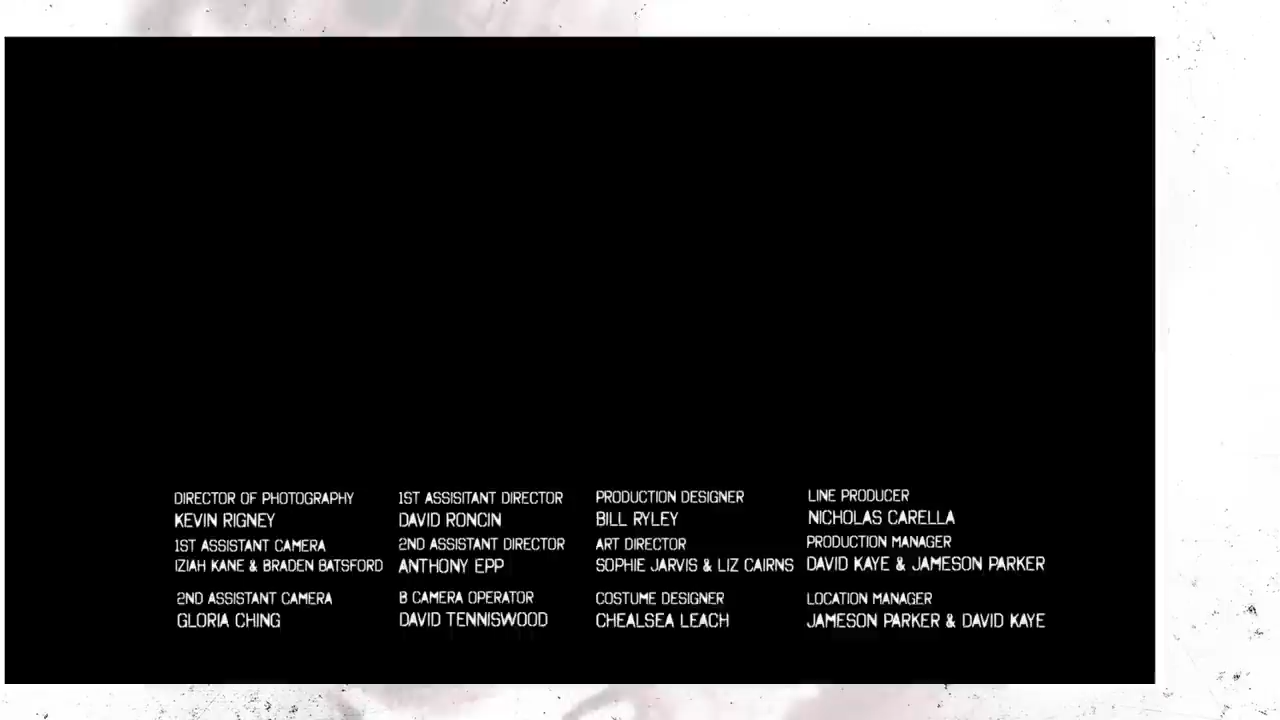 DIRECTOR OF PHOTOGRAPHY
KEVIN RIGNEY
1ST ASSISTANT CAMERA
IZIAH KANE & BRADEN BATSFORD
2ND ASSISTANT CAMERA
GLORIA CHING
1ST ASSISITANT DIRECTOR
DAVID RONCIN
2ND ASSISTANT DIRECTOR
ANTHONY EPP
B CAMERA OPERATOR
DAVID TENNISWOOD
PRODUCTION DESIGNER
BILL RYLEY
ART DIRECTOR
SOPHIE JARVIS & LIZ CAIRNS
COSTUME DESIGNER
CHEALSEA LEACH
LINE PRODUCER
NICHOLAS CARELLA
PRODUCTION MANAGER
DAVID KAYE & JAMESON PARKER
LOCATION MANAGER
JAMESON PARKER & DAVID KAYE